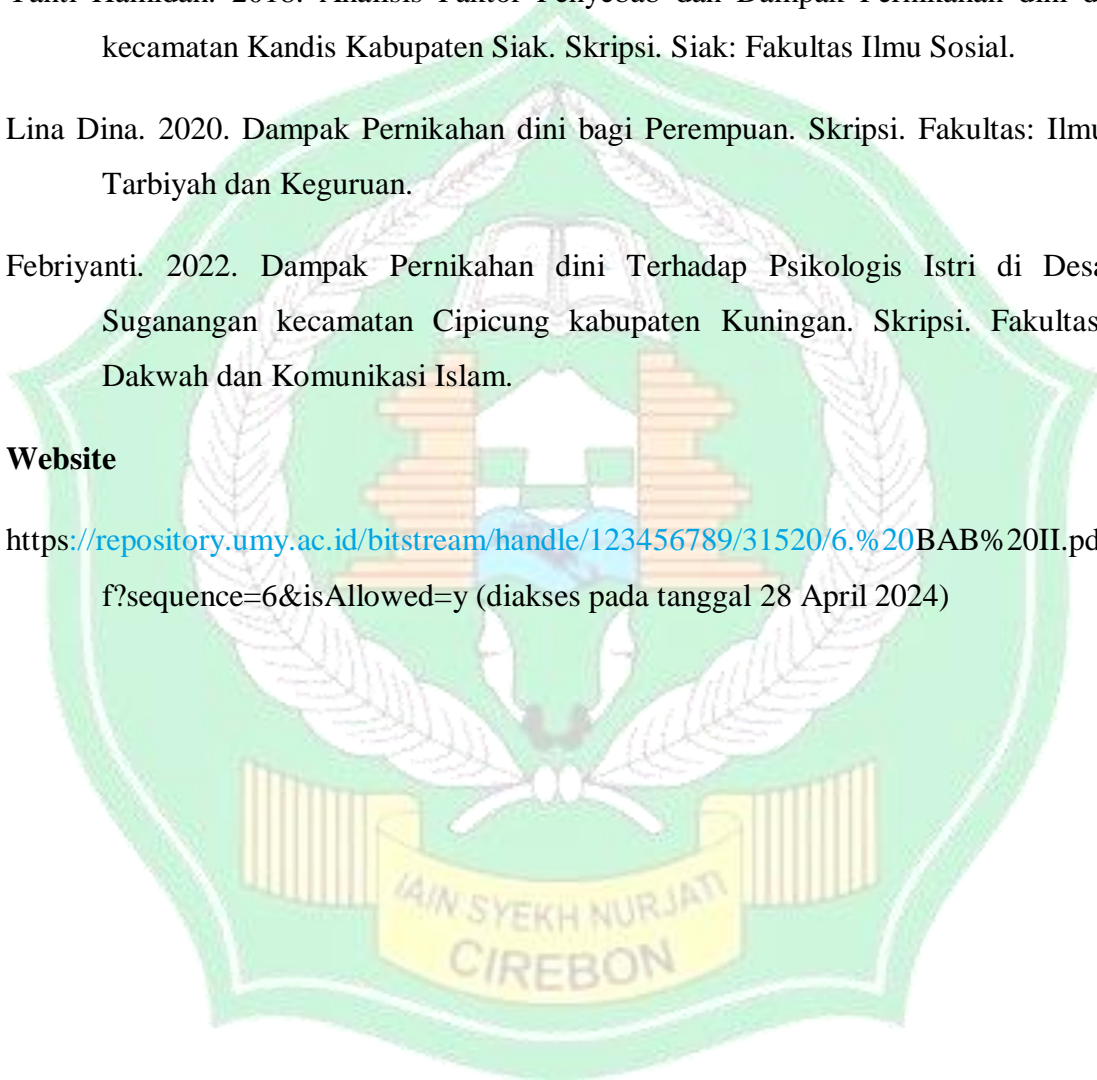 kecamatan Kandis Kabupaten Siak. Skripsi. Siak: Fakultas Ilmu Sosial.
Lina Dina. 2020. Dampak Pernikahan dini bagi Perempuan. Skripsi. Fakultas: Ilmu
Tarbiyah dan Keguruan.
Febriyanti. 2022. Dampak Pernikahan dini Terhadap Psikologis Istri di Desa
Suganangan kecamatan Cipicung kabupaten Kuningan. Skripsi. Fakultas
Dakwah dan Komunikasi Islam.
Website
https://repository.umy.ac.id/bitstream/handle/123456789/31520/6.%20BAB%20II.pd
f?sequence=6&isAllowed=y (diakses pada tanggal 28 April 2024)
IAIN SYEKH NURJATI
CIREBON